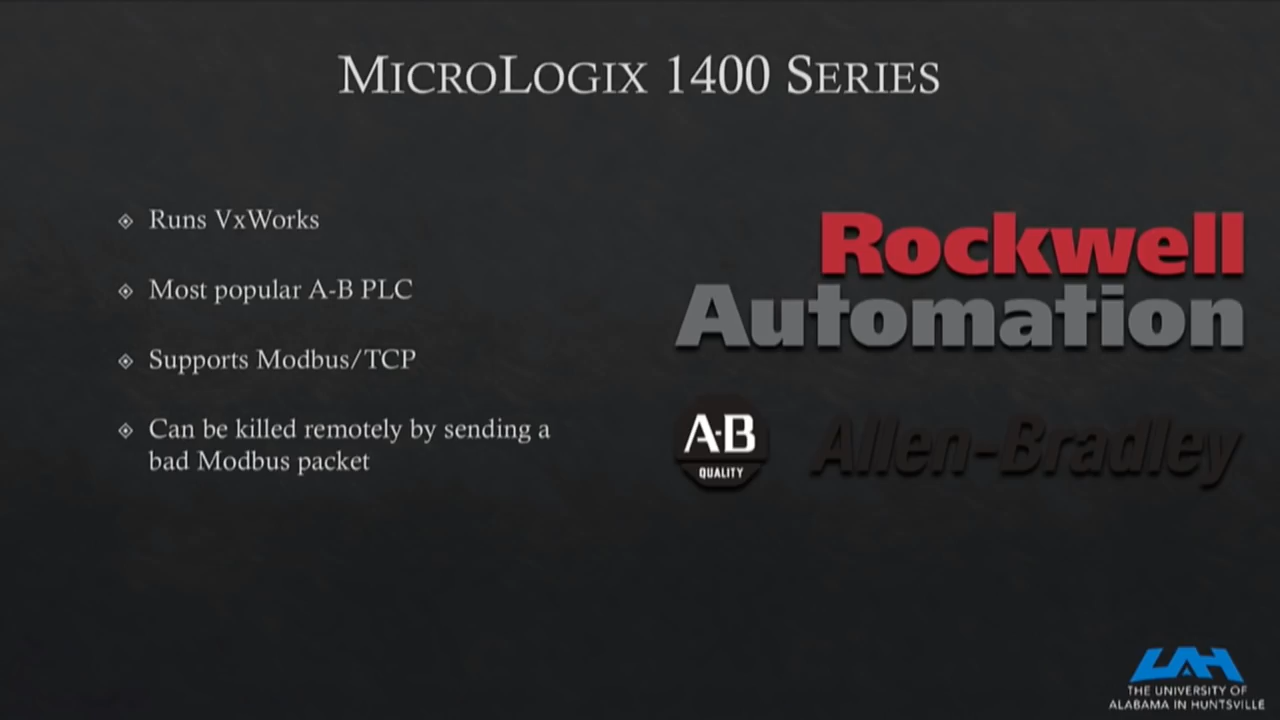 MICROLOGIX 1400 SERIES
Runs VxWorks
Most popular A-B PLC
Supports Modbus/TCP
Can be killed remotely by sending a
bad Modbus packet
Rockwell
Automation
A-B
QUALITY
Allen-Bradley
UAH
THE UNIVERSITY OF
ALABAMA IN HUNTSVILLE